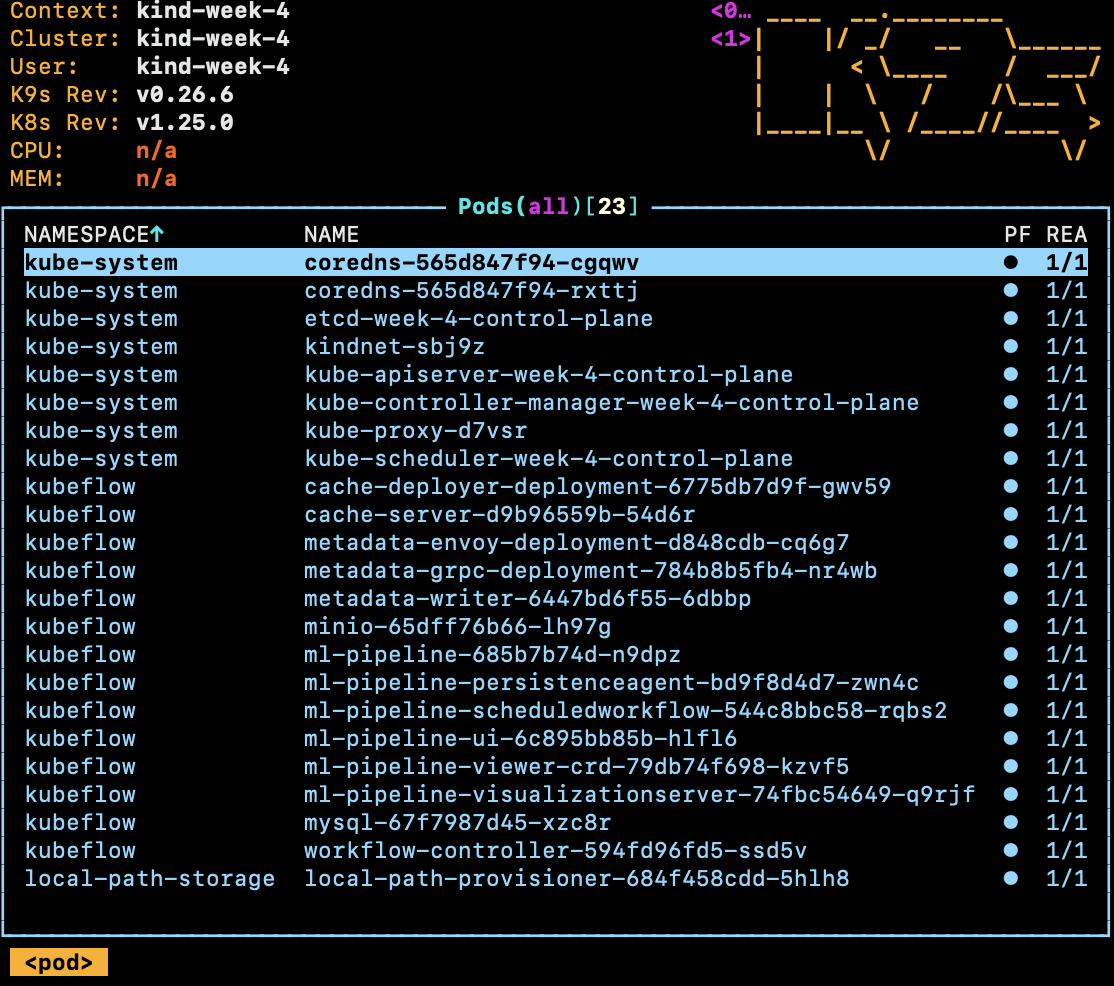 Context: kind-week-4 <0…
Cluster: kind-week-4 <1>
User: kind-week-4
K9s Rev: v0.26.6
K8s Rev: v1.25.0
CPU: n/a
MEM: n/a
Pods(all)[23]
NAMESPACE↑ NAME PF REA
kube-system coredns-565d847f94-cgqwv ● 1/1
kube-system coredns-565d847f94-rxttj ● 1/1
kube-system etcd-week-4-control-plane ● 1/1
kube-system kindnet-sbj9z ● 1/1
kube-system kube-apiserver-week-4-control-plane ● 1/1
kube-system kube-controller-manager-week-4-control-plane ● 1/1
kube-system kube-proxy-d7vsr ● 1/1
kube-system kube-scheduler-week-4-control-plane ● 1/1
kubeflow cache-deployer-deployment-6775db7d9f-gwv59 ● 1/1
kubeflow cache-server-d9b96559b-54d6r ● 1/1
kubeflow metadata-envoy-deployment-d848cdb-cq6g7 ● 1/1
kubeflow metadata-grpc-deployment-784b8b5fb4-nr4wb ● 1/1
kubeflow metadata-writer-6447bd6f55-6dbbp ● 1/1
kubeflow minio-65dff76b66-lh97g ● 1/1
kubeflow ml-pipeline-685b7b74d-n9dpz ● 1/1
kubeflow ml-pipeline-persistenceagent-bd9f8d4d7-zwn4c ● 1/1
kubeflow ml-pipeline-scheduledworkflow-544c8bbc58-rqbs2 ● 1/1
kubeflow ml-pipeline-ui-6c895bb85b-hlfl6 ● 1/1
kubeflow ml-pipeline-viewer-crd-79db74f698-kzvf5 ● 1/1
kubeflow ml-pipeline-visualizationserver-74fbc54649-q9rjf ● 1/1
kubeflow mysql-67f7987d45-xzc8r ● 1/1
kubeflow workflow-controller-594fd96fd5-ssd5v ● 1/1
local-path-storage local-path-provisioner-684f458cdd-5hlh8 ● 1/1
<pod>